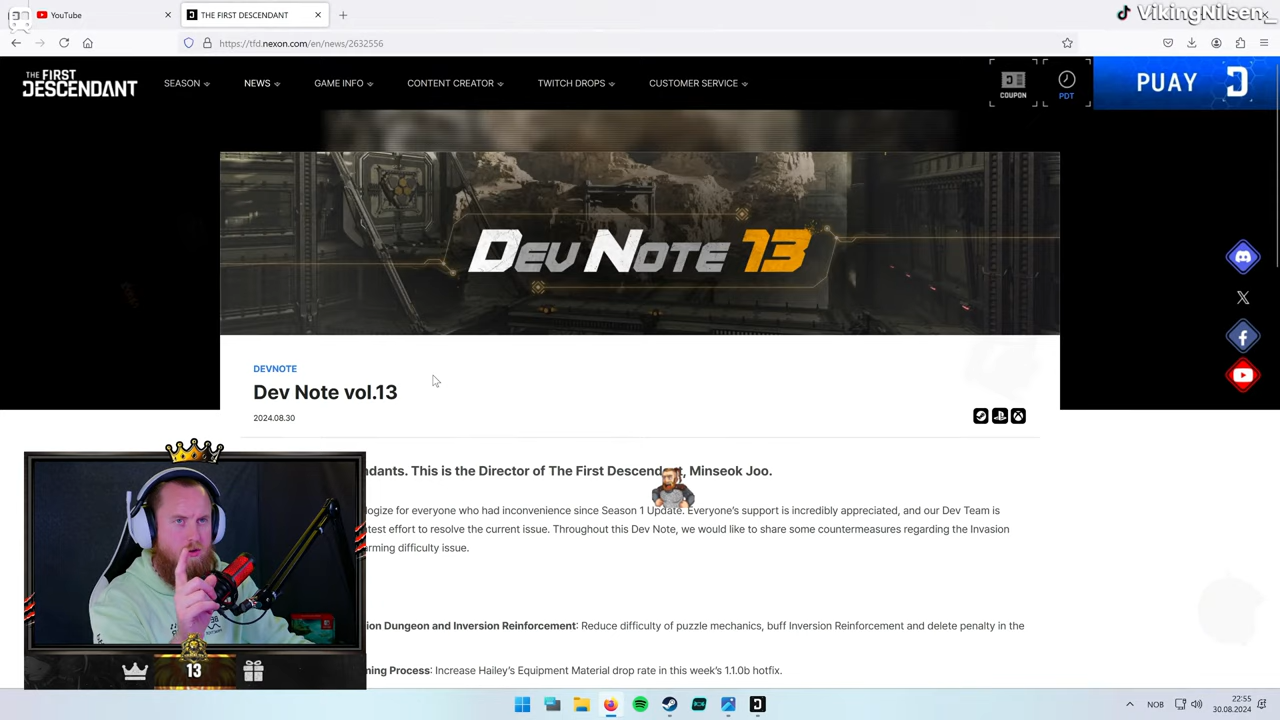 YouTube
THE FIRST DESCENDANT
VikingNilsen
https://tfd.nexon.com/en/news/2632556
THE FIRST
DESCENDANT
SEASON
NEWS
GAME INFO
CONTENT CREATOR
TWITCH DROPS
CUSTOMER SERVICE
COUPON
PDT
PUAY
DEV NOTE 13
DEVNOTE
Dev Note vol.13
2024.08.30
ndants. This is the Director of The First Descendant, Minseok Joo.
logize for everyone who had inconvenience since Season 1 Update. Everyone's support is incredibly appreciated, and our Dev Team is
atest effort to resolve the current issue. Throughout this Dev Note, we would like to share some countermeasures regarding the Invasion
arming difficulty issue.
ion Dungeon and Inversion Reinforcement: Reduce difficulty of puzzle mechanics, buff Inversion Reinforcement and delete penalty in the
ming Process: Increase Hailey's Equipment Material drop rate in this week's 1.1.0b hotfix.
13
NOB
22:55
30.08.2024